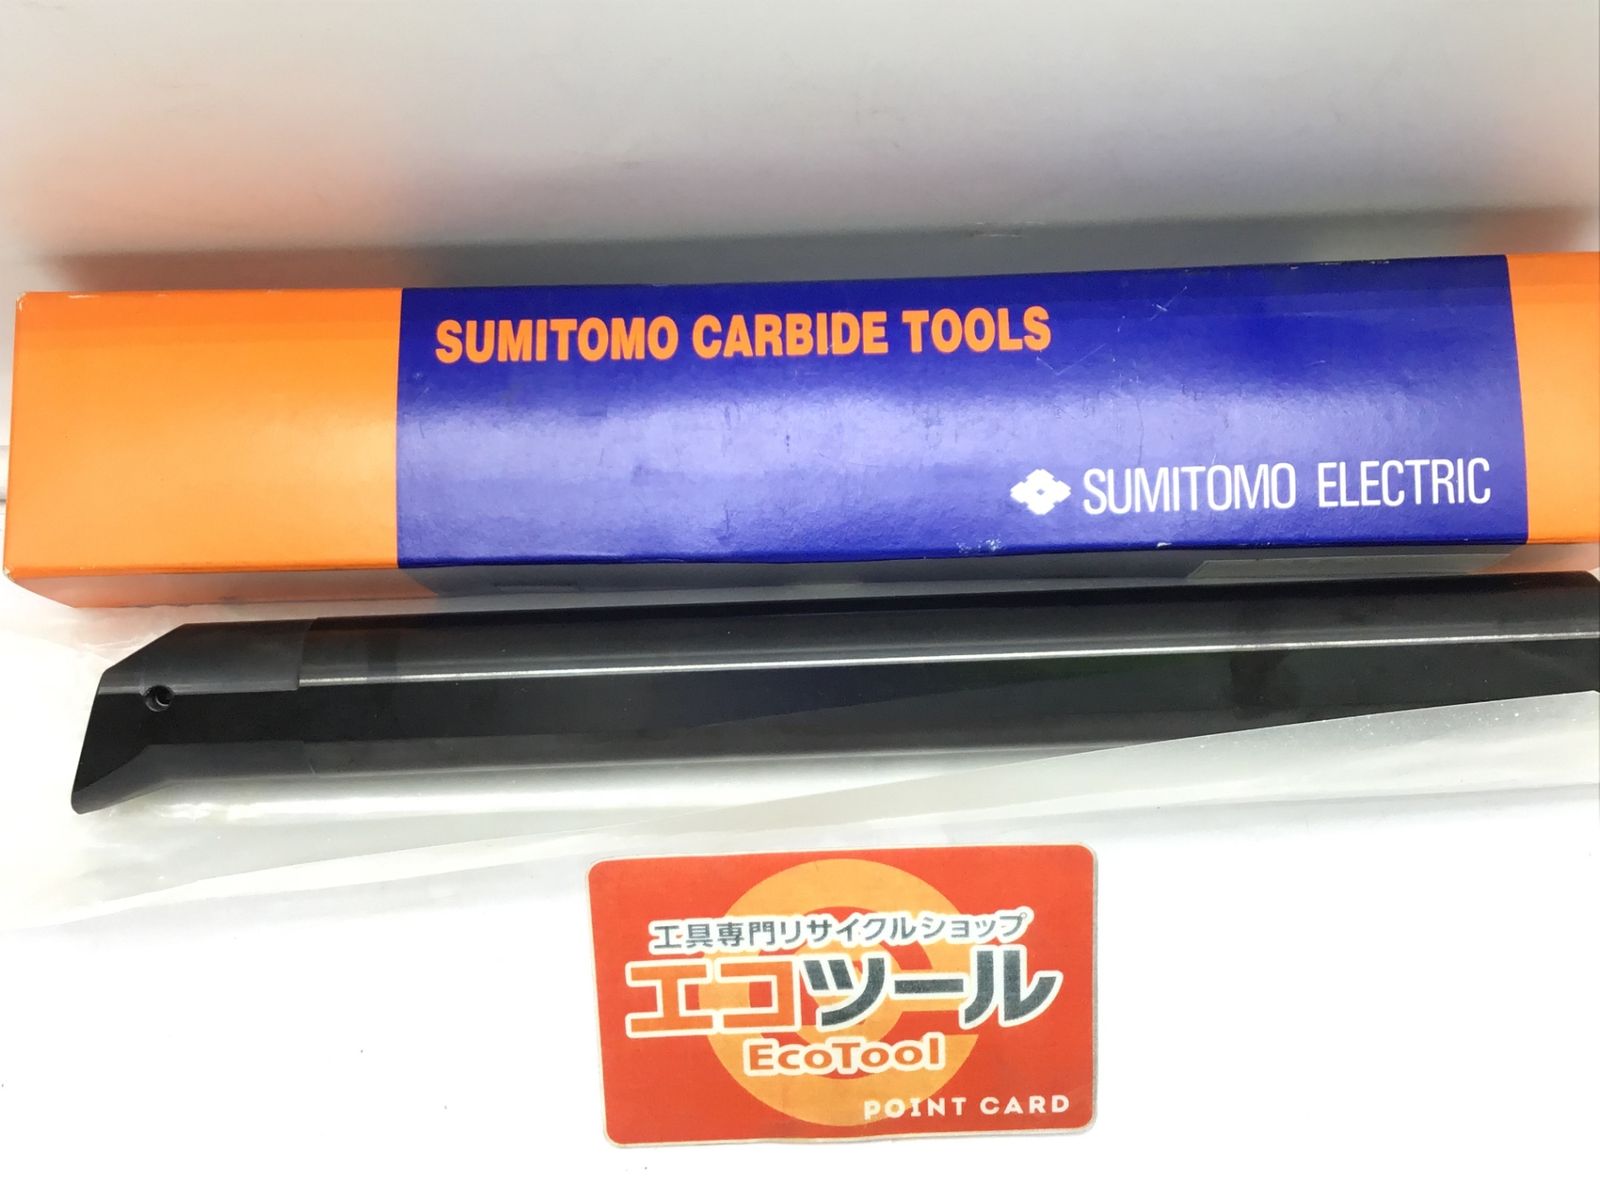 SUMITOMO CARBIDE TOOLS
SUMITOMO ELECTRIC
工具専門リサイクルショップ
エコツール
EcoTool
POINT CARD